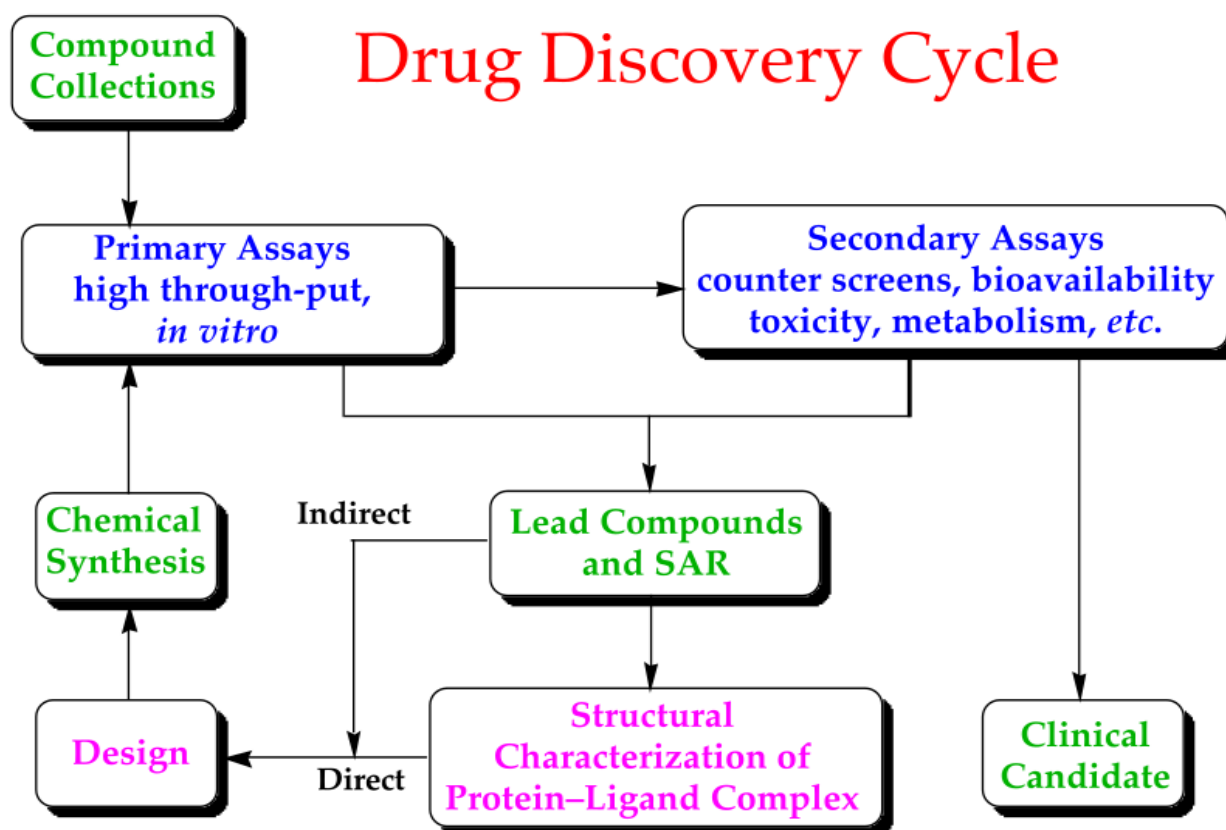 Compound
Collections
Drug Discovery Cycle
Primary Assays
high through-put,
in vitro
Secondary Assays
counter screens, bioavailability
toxicity, metabolism, etc.
Chemical
Synthesis
Indirect
Lead Compounds
and SAR
Design
Direct
Structural
Characterization of
Protein–Ligand Complex
Clinical
Candidate